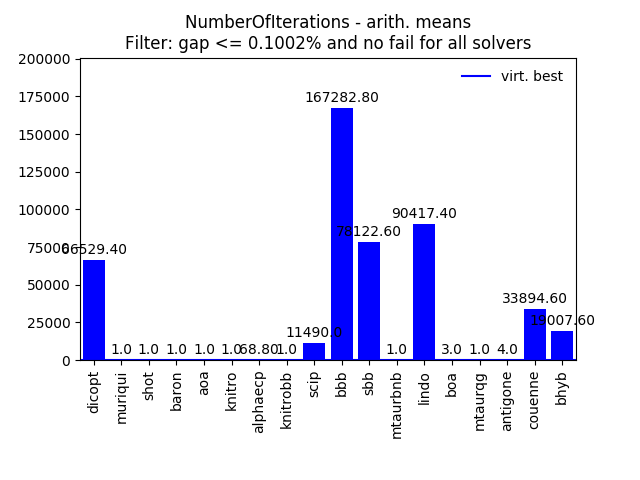 NumberOfIterations - arith. means
Filter: gap <= 0.1002% and no fail for all solvers
virt. best
200000
175000
150000
125000
100000
75000
50000
25000
0
66529.40
1.0
1.0
1.0
1.0
1.0
68.80
1.0
11490.0
167282.80
78122.60
1.0
90417.40
3.0
1.0
4.0
33894.60
19007.60
dicopt
muriqui
shot
baron
aoa
knitro
alphaecp
knitrobb
scip
bbb
sbb
mtaurbnb
lindo
boa
mtaurqg
antigone
couenne
bhyb